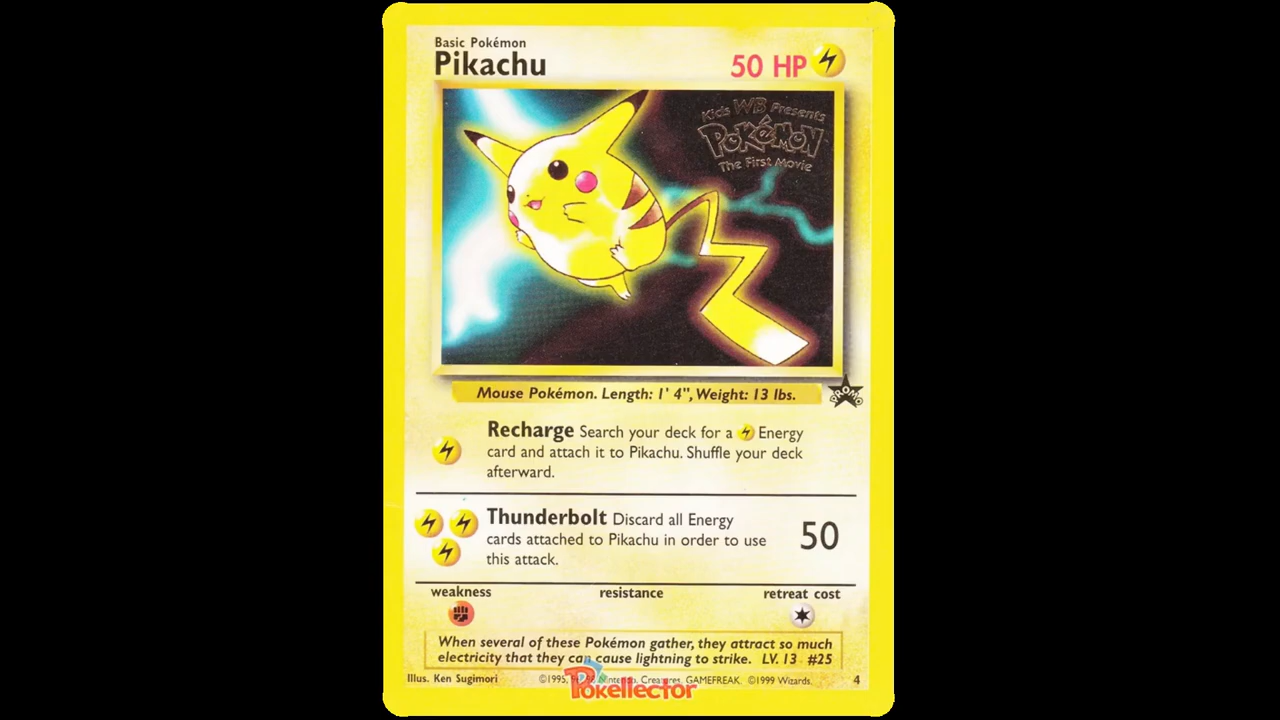 Basic Pokémon
Pikachu
50 HP
Kids WB Presents
POKéMON
The First Movie
Mouse Pokémon. Length: 1' 4", Weight: 13 lbs.
PROMO
Recharge Search your deck for a Energy
card and attach it to Pikachu. Shuffle your deck
afterward.
Thunderbolt Discard all Energy
cards attached to Pikachu in order to use
this attack.
50
weakness resistance retreat cost
When several of these Pokémon gather, they attract so much
electricity that they can cause lightning to strike. LV. 13 #25
Illus. Ken Sugimori ©1995, Nintendo, Creatures, GAMEFREAK. ©1999 Wizards. 4
Pokellector